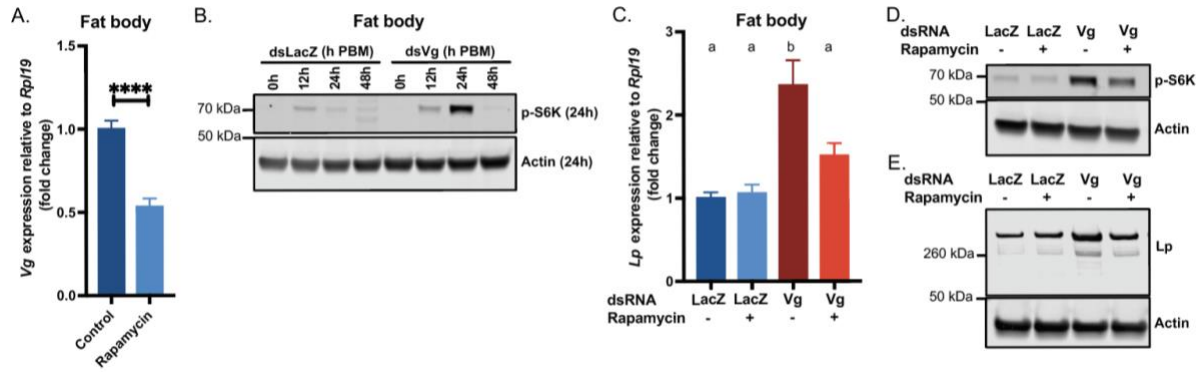 A.
Fat body
Vg expression relative to Rpl19
(fold change)
1.5
1.0
0.5
0.0
****
Control
Rapamycin
B.
Fat body
dsLacZ (h PBM) dsVg (h PBM)
0h 12h 24h 48h 0h 12h 24h 48h
70 kDa
p-S6K (24h)
50 kDa
Actin (24h)
C.
Fat body
Lp expression relative to Rpl19
(fold change)
3
2
1
0
a a b a
dsRNA LacZ LacZ Vg Vg
Rapamycin - + - +
D.
dsRNA LacZ LacZ Vg Vg
Rapamycin - + - +
70 kDa
p-S6K
50 kDa
Actin
E.
dsRNA LacZ LacZ Vg Vg
Rapamycin - + - +
Lp
260 kDa
50 kDa
Actin